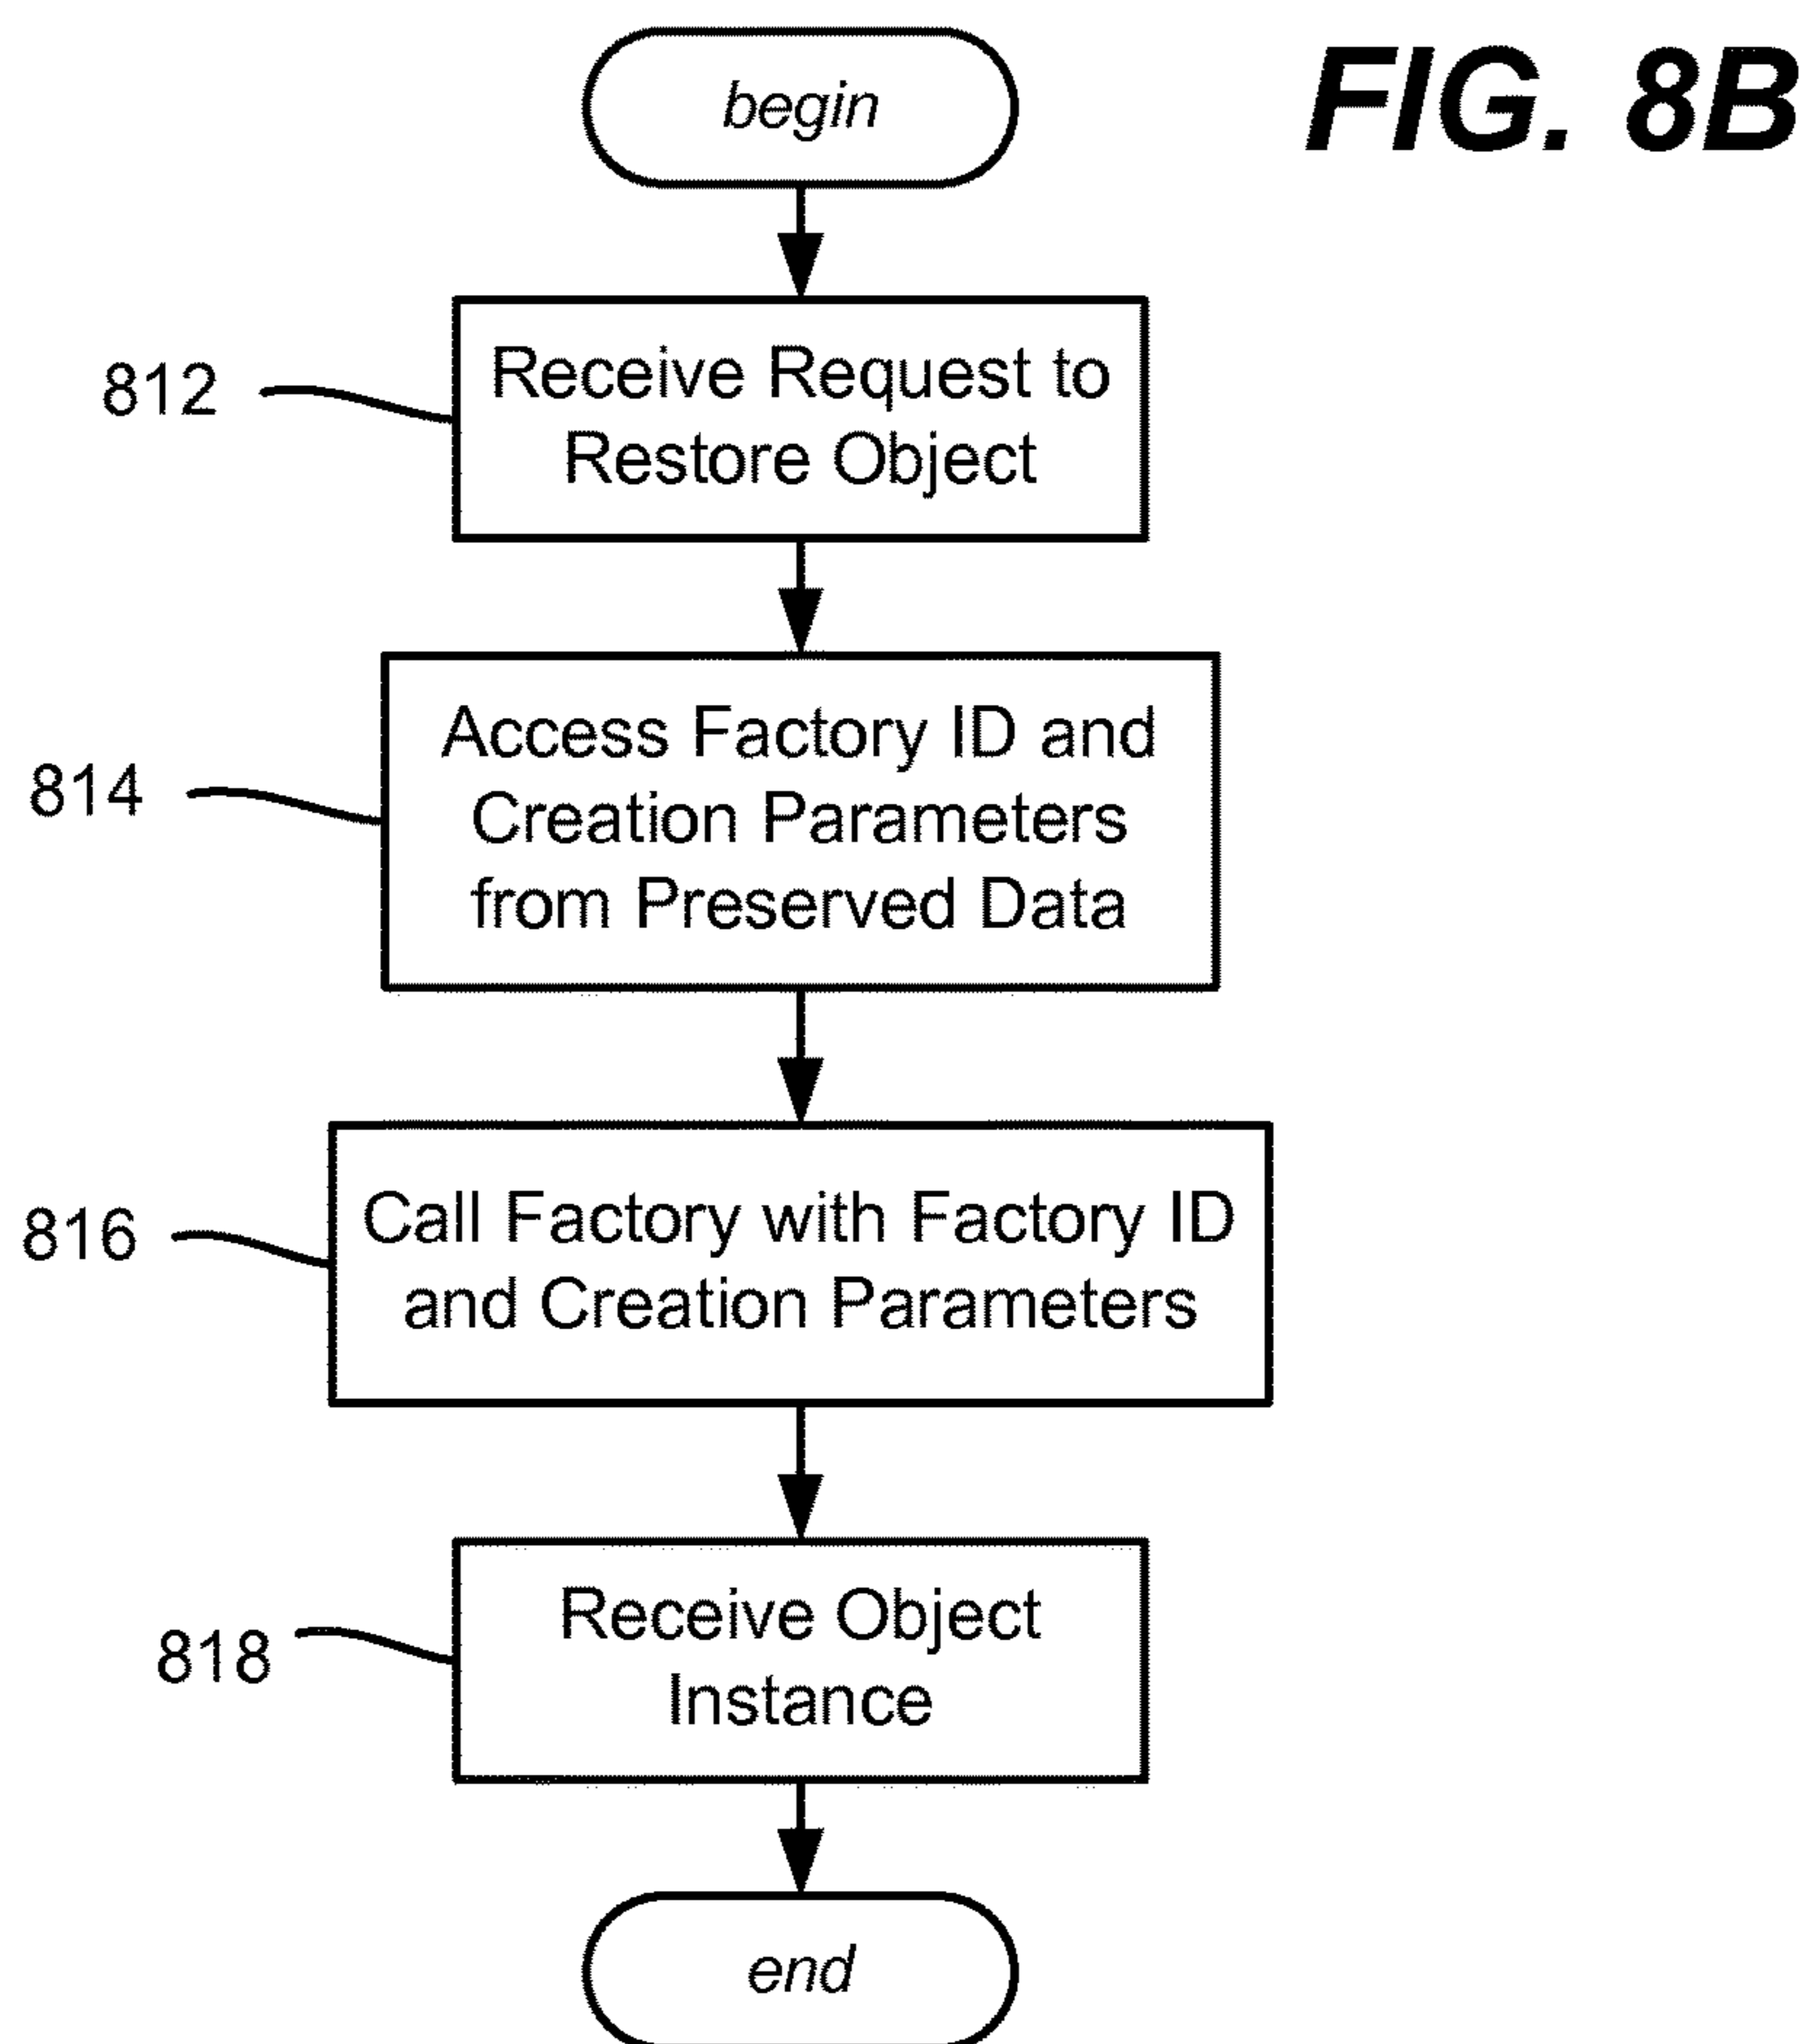 FIG. 8B
begin
812
Receive Request to
Restore Object
814
Access Factory ID and
Creation Parameters
from Preserved Data
816
Call Factory with Factory ID
and Creation Parameters
818
Receive Object
Instance
end